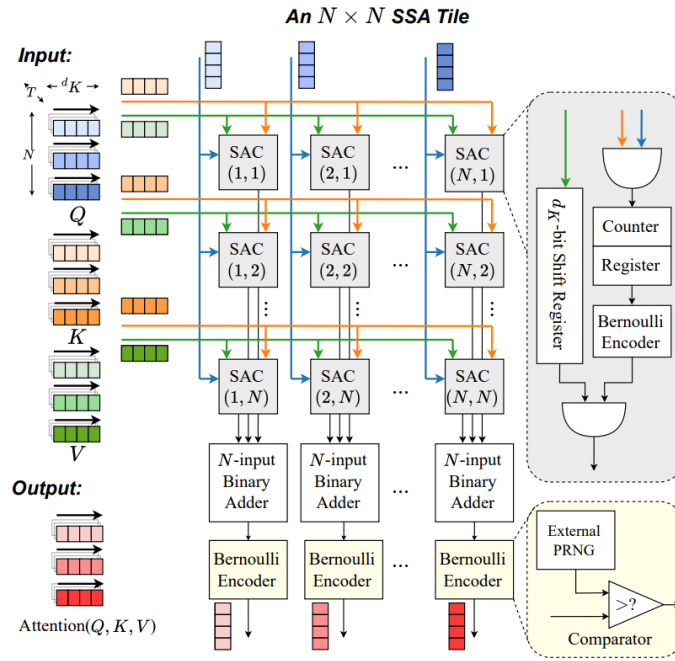 An N × N SSA Tile
Input:
T
d_K
N
Q
K
V
Output:
Attention(Q, K, V)
SAC
(1, 1)
SAC
(2, 1)
...
SAC
(N, 1)
SAC
(1, 2)
SAC
(2, 2)
...
SAC
(N, 2)
⋮
⋮
⋮
SAC
(1, N)
SAC
(2, N)
...
SAC
(N, N)
N-input
Binary
Adder
N-input
Binary
Adder
...
N-input
Binary
Adder
Bernoulli
Encoder
Bernoulli
Encoder
...
Bernoulli
Encoder
d_K-bit Shift Register
Counter
Register
Bernoulli
Encoder
External
PRNG
>?
Comparator